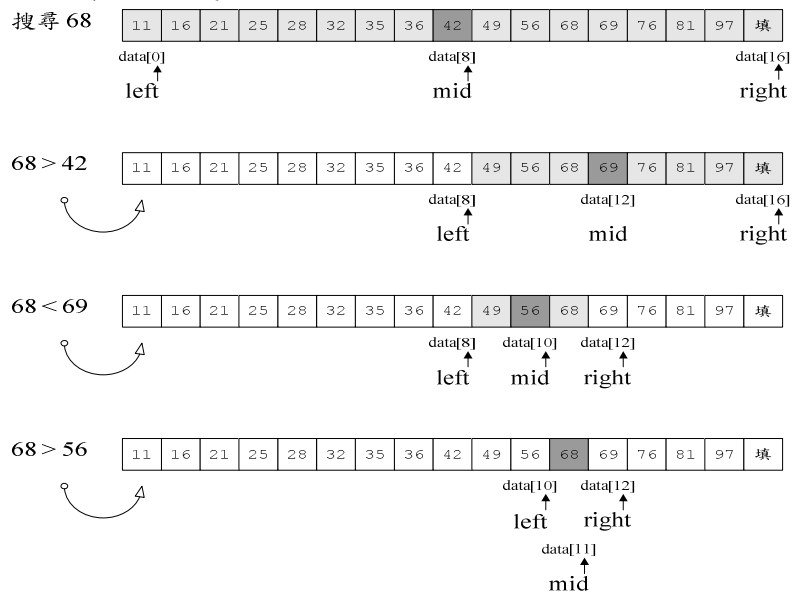 搜尋 68 11 16 21 25 28 32 35 36 42 49 56 68 69 76 81 97 填
data[0] data[8] data[16]
left mid right
68 > 42 11 16 21 25 28 32 35 36 42 49 56 68 69 76 81 97 填
data[8] data[12] data[16]
left mid right
68 < 69 11 16 21 25 28 32 35 36 42 49 56 68 69 76 81 97 填
data[8] data[10] data[12]
left mid right
68 > 56 11 16 21 25 28 32 35 36 42 49 56 68 69 76 81 97 填
data[10] data[12]
left right
data[11]
mid